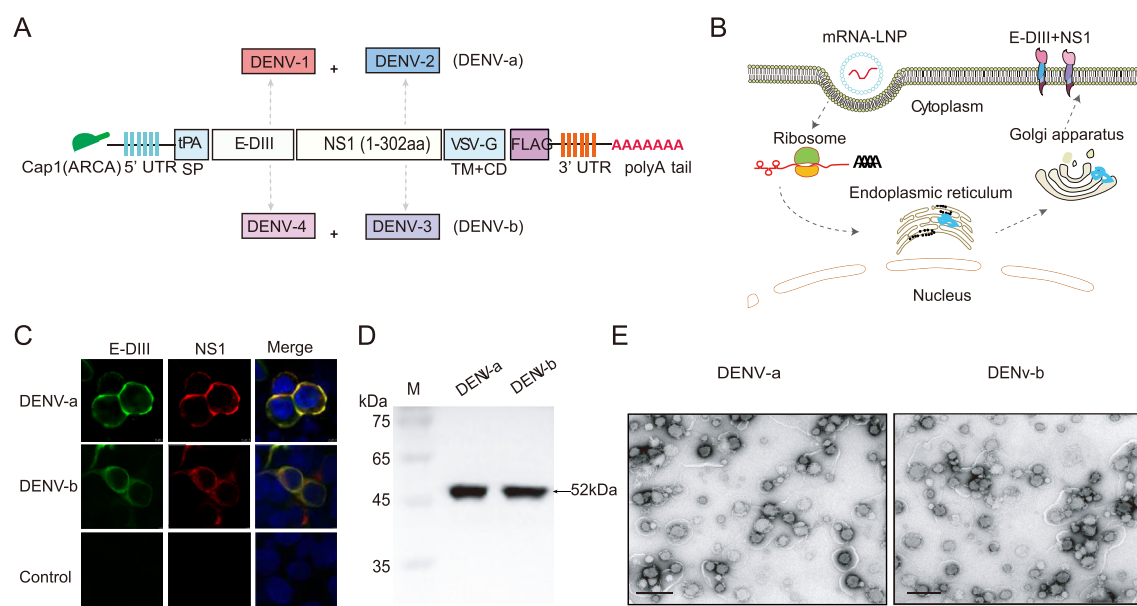 A
DENV-1 + DENV-2 (DENV-a)
tPA E-DIII NS1 (1-302aa) VSV-G FLAG
Cap1(ARCA) 5' UTR SP TM+CD 3' UTR polyA tail
AAAAAAA
DENV-4 + DENV-3 (DENV-b)
B
mRNA-LNP E-DIII+NS1
Cytoplasm
Ribosome Golgi apparatus
AAAA
Endoplasmic reticulum
Nucleus
C
E-DIII NS1 Merge
DENV-a
DENV-b
Control
D
kDa M DENV-a DENV-b
75
65
45
52kDa
35
E
DENV-a DENv-b